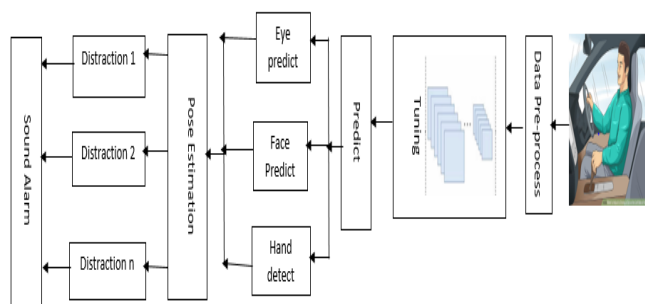 Sound Alarm
Distraction 1
Distraction 2
Distraction n
Pose Estimation
Eye
predict
Face
Predict
Hand
detect
Predict
Tuning
...
Data Pre-process